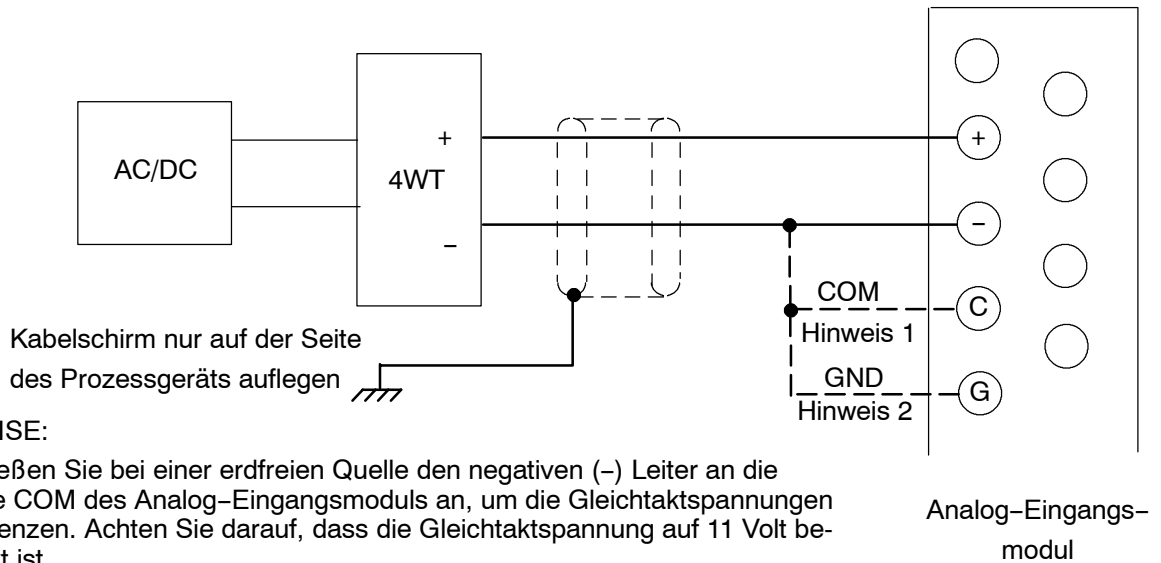 AC/DC
4WT
+
−
+
−
COM
C
Hinweis 1
GND
G
Hinweis 2
Kabelschirm nur auf der Seite
des Prozessgeräts auflegen
ISE:
eßen Sie bei einer erdfreien Quelle den negativen (−) Leiter an die
e COM des Analog−Eingangsmoduls an, um die Gleichtaktspannungen
enzen. Achten Sie darauf, dass die Gleichtaktspannung auf 11 Volt be-
t ist.
Analog−Eingangs−
modul